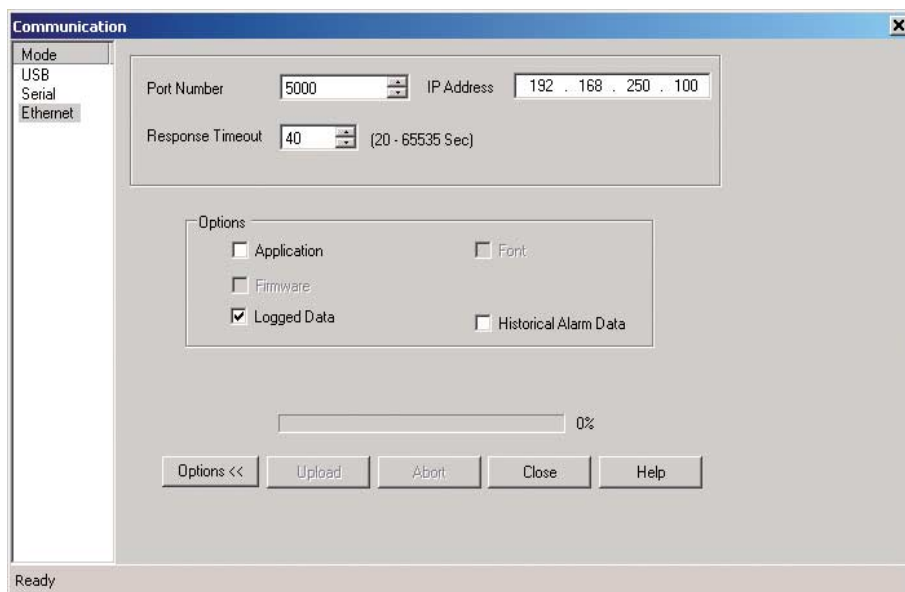 Communication
Mode
USB
Serial
Ethernet
Port Number 5000 IP Address 192 . 168 . 250 . 100
Response Timeout 40 (20 - 65535 Sec)
Options
Application Font
Firmware
Logged Data Historical Alarm Data
0%
Options << Upload Abort Close Help
Ready